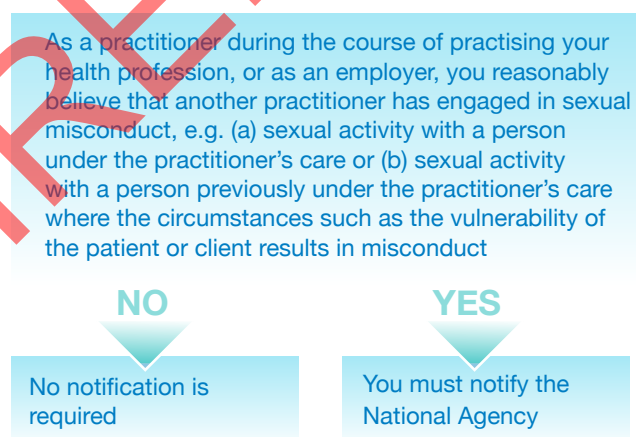 As a practitioner during the course of practising your
health profession, or as an employer, you reasonably
believe that another practitioner has engaged in sexual
misconduct, e.g. (a) sexual activity with a person
under the practitioner’s care or (b) sexual activity
with a person previously under the practitioner’s care
where the circumstances such as the vulnerability of
the patient or client results in misconduct
NO
YES
No notification is
required
You must notify the
National Agency